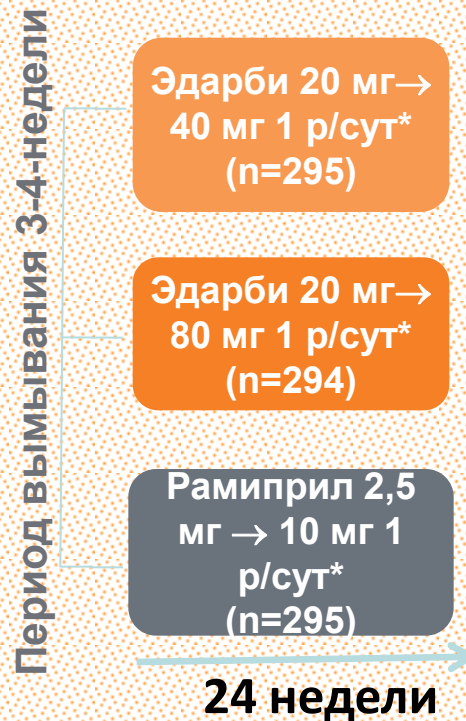 Период вымывания 3-4-недели
Эдарби 20 мг→
40 мг 1 р/сут*
(n=295)
Эдарби 20 мг→
80 мг 1 р/сут*
(n=294)
Рамиприл 2,5
мг → 10 мг 1
р/сут*
(n=295)
24 недели